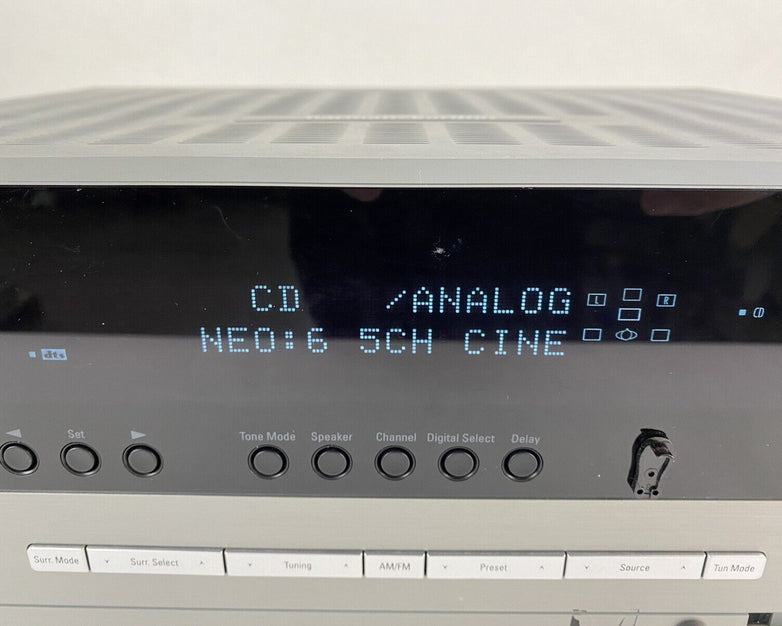 CD /ANALOG L R
CD
NEO:6 5CH CINE
dts
Set Tone Mode Speaker Channel Digital Select Delay
Surr. Mode Surr. Select Tuning AM/FM Preset Source Tun Mode